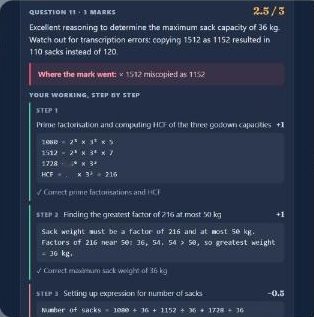 QUESTION 11 · 3 MARKS
2.5 / 3
Excellent reasoning to determine the maximum sack capacity of 36 kg.
Watch out for transcription errors: copying 1512 as 1152 resulted in
110 sacks instead of 120.
Where the mark went: × 1512 miscopied as 1152
YOUR WORKING, STEP BY STEP
STEP 1
Prime factorisation and computing HCF of the three godown capacities +1
1080 = 2³ × 3³ × 5
1512 = 2³ × 3³ × 7
1728 × 3³
HCF = × 3³ = 216
✓ Correct prime factorisations and HCF
STEP 2 Finding the greatest factor of 216 at most 50 kg +1
Sack weight must be a factor of 216 and at most 50 kg.
Factors of 216 near 50: 36, 54. 54 > 50, so greatest weight
= 36 kg.
✓ Correct maximum sack weight of 36 kg
STEP 3 Setting up expression for number of sacks −0.5
Number of sacks = 1080 ÷ 36 + 1152 ÷ 36 + 1728 ÷ 36